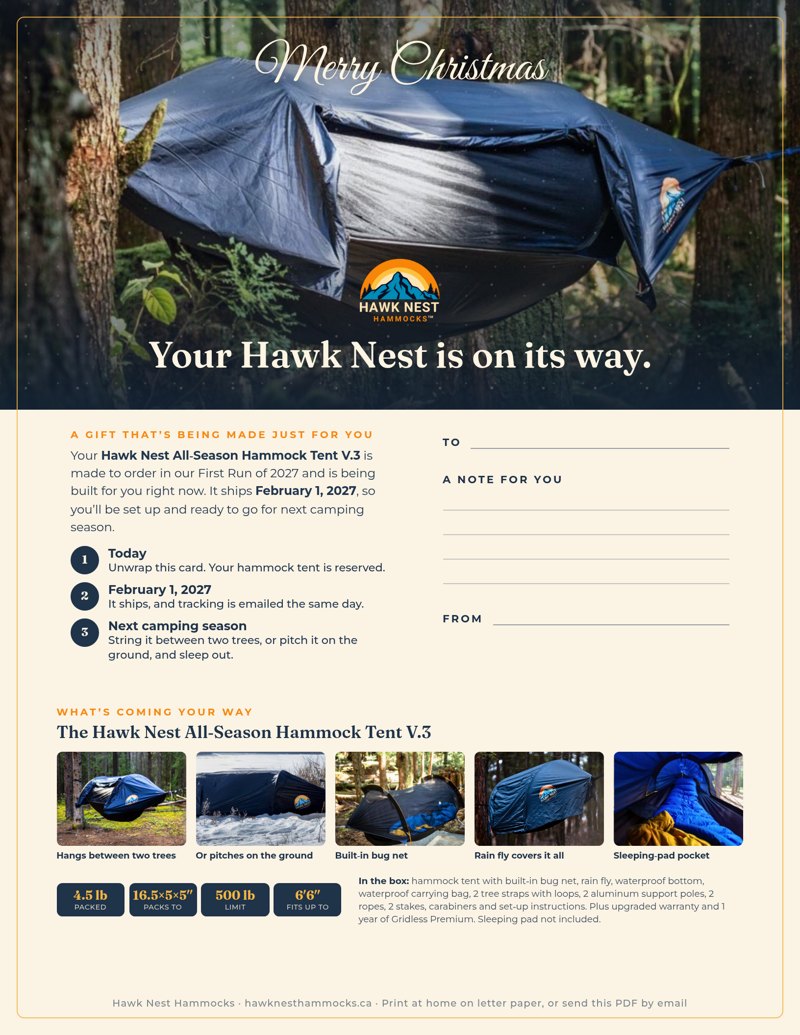 Merry Christmas
HAWK NEST
HAMMOCKS™
Your Hawk Nest is on its way.
A GIFT THAT'S BEING MADE JUST FOR YOU
Your Hawk Nest All-Season Hammock Tent V.3 is
made to order in our First Run of 2027 and is being
built for you right now. It ships February 1, 2027, so
you'll be set up and ready to go for next camping
season.
1 Today
Unwrap this card. Your hammock tent is reserved.
2 February 1, 2027
It ships, and tracking is emailed the same day.
3 Next camping season
String it between two trees, or pitch it on the
ground, and sleep out.
TO
A NOTE FOR YOU
FROM
WHAT'S COMING YOUR WAY
The Hawk Nest All-Season Hammock Tent V.3
Hangs between two trees
Or pitches on the ground
Built-in bug net
Rain fly covers it all
Sleeping-pad pocket
4.5 lb
PACKED
16.5×5×5″
PACKS TO
500 lb
LIMIT
6′6″
FITS UP TO
In the box: hammock tent with built-in bug net, rain fly, waterproof bottom,
waterproof carrying bag, 2 tree straps with loops, 2 aluminum support poles, 2
ropes, 2 stakes, carabiners and set-up instructions. Plus upgraded warranty and 1
year of Gridless Premium. Sleeping pad not included.
Hawk Nest Hammocks · hawknesthammocks.ca · Print at home on letter paper, or send this PDF by email